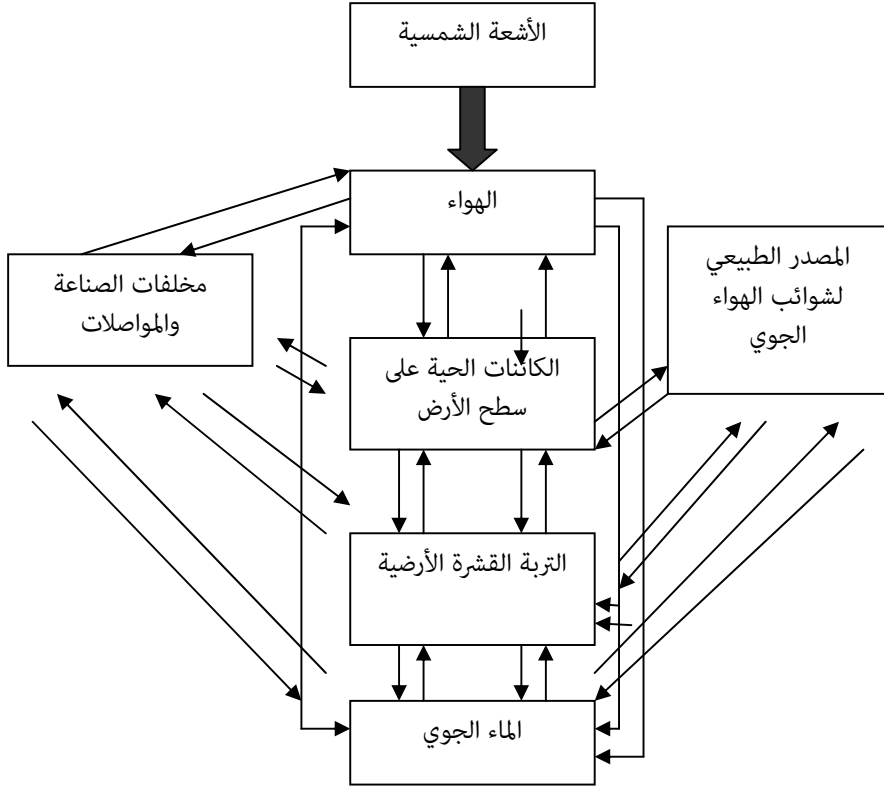 الأشعة الشمسية
الهواء
مخلفات الصناعة
والمواصلات
المصدر الطبيعي
لشوائب الهواء
الجوي
الكائنات الحية على
سطح الأرض
التربة القشرة الأرضية
الماء الجوي